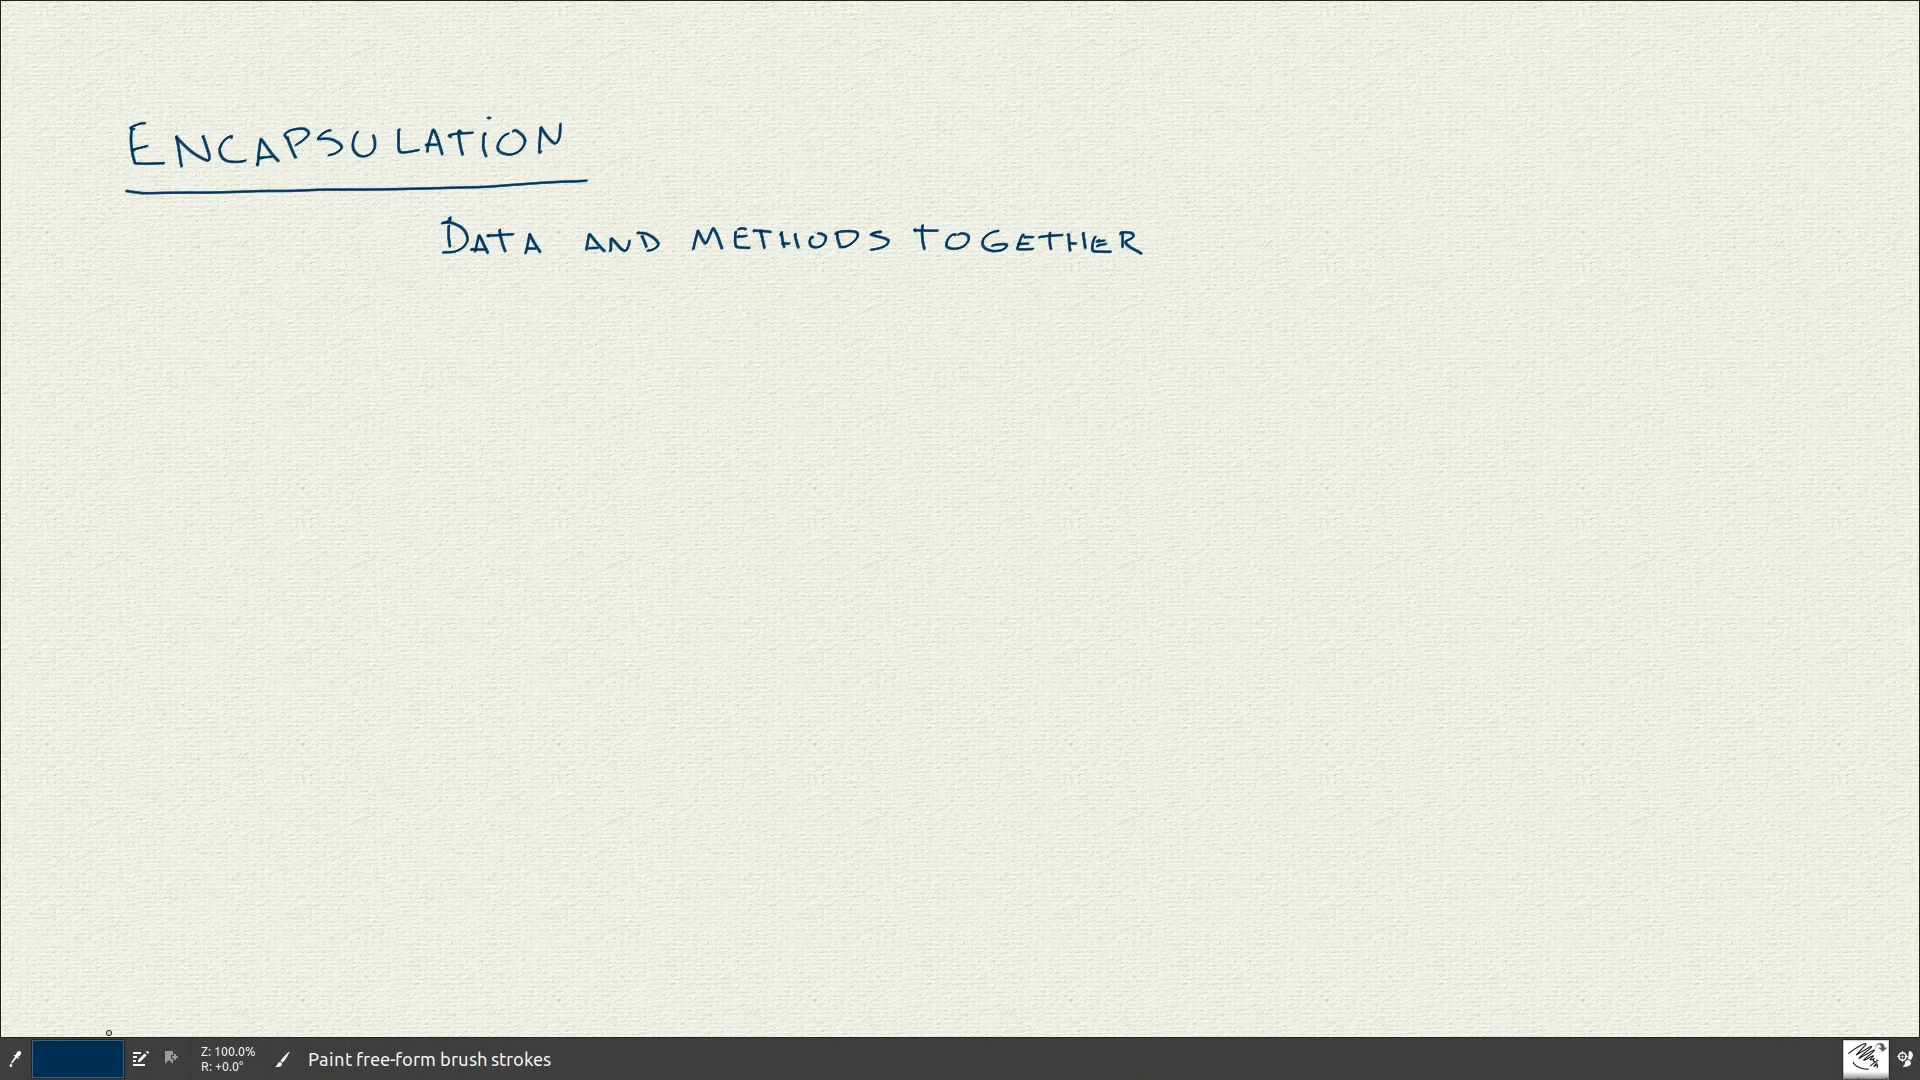 ENCAPSULATION
DATA AND METHODS TOGETHER
Z: 100.0%
R: +0.0°
Paint free-form brush strokes